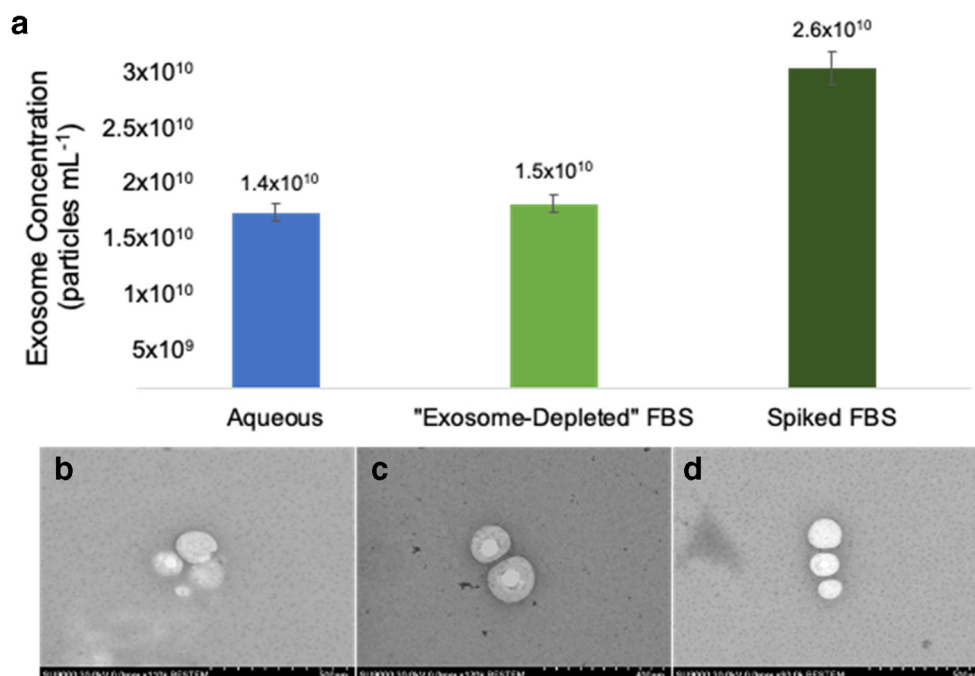 a
Exosome Concentration
(particles mL⁻¹)
3x10¹⁰
2.5x10¹⁰
2x10¹⁰
1.5x10¹⁰
1x10¹⁰
5x10⁹
1.4x10¹⁰
1.5x10¹⁰
2.6x10¹⁰
Aqueous
"Exosome-Depleted" FBS
Spiked FBS
b
c
d